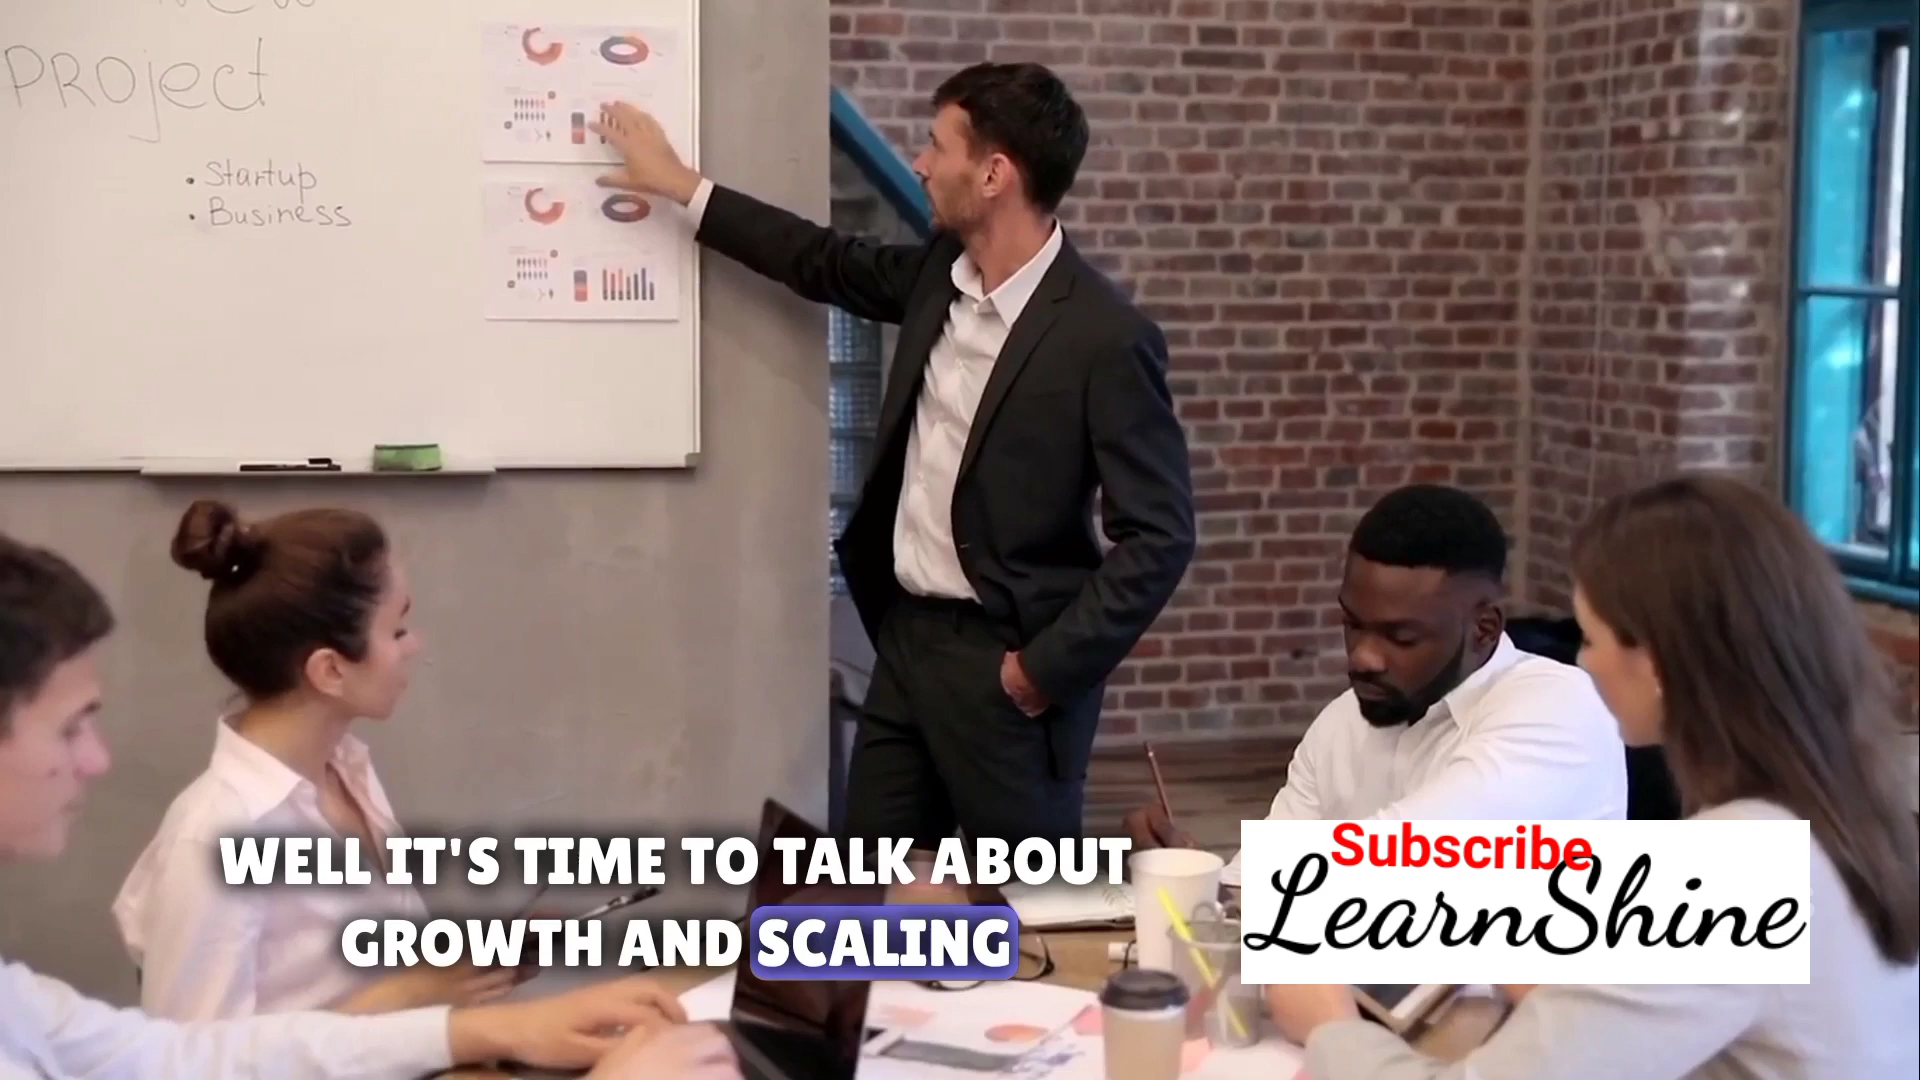 PROject
• Startup
• Business
WELL IT'S TIME TO TALK ABOUT
GROWTH AND SCALING
Subscribe
LearnShine